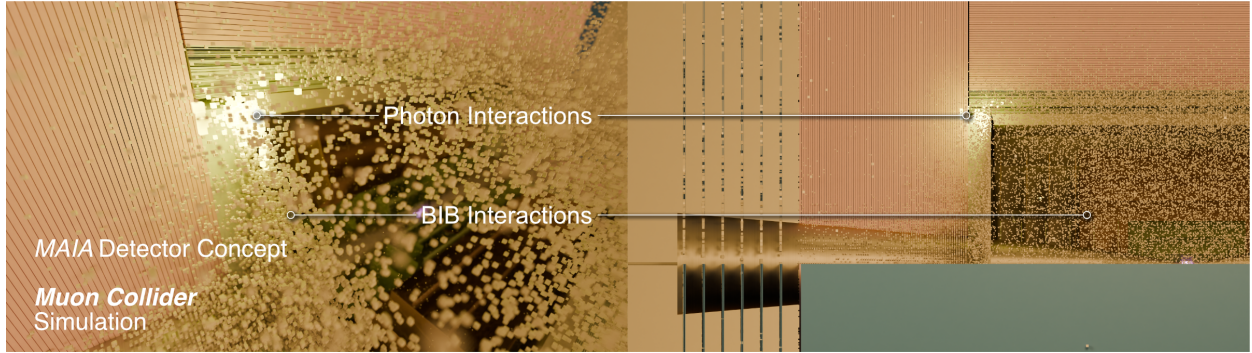 Photon Interactions
BIB Interactions
MAIA Detector Concept
Muon Collider
Simulation